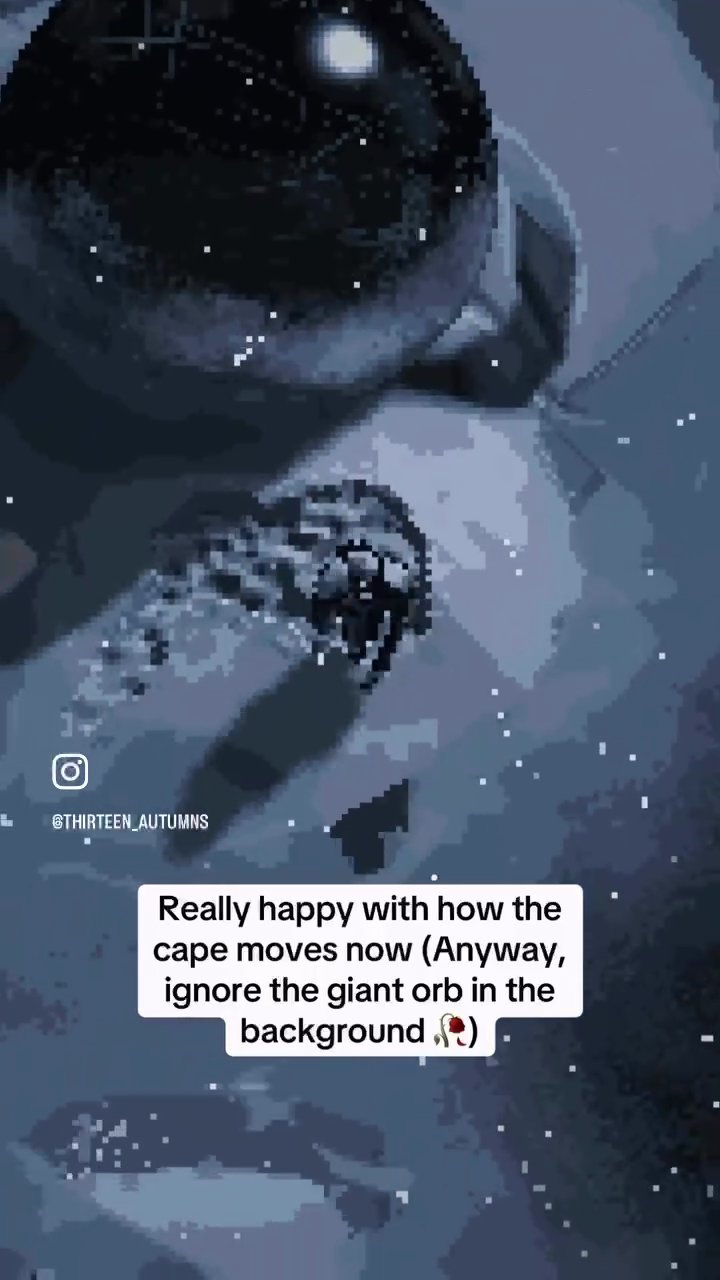 @THIRTEEN_AUTUMNS
Really happy with how the
cape moves now (Anyway,
ignore the giant orb in the
background 🥀)